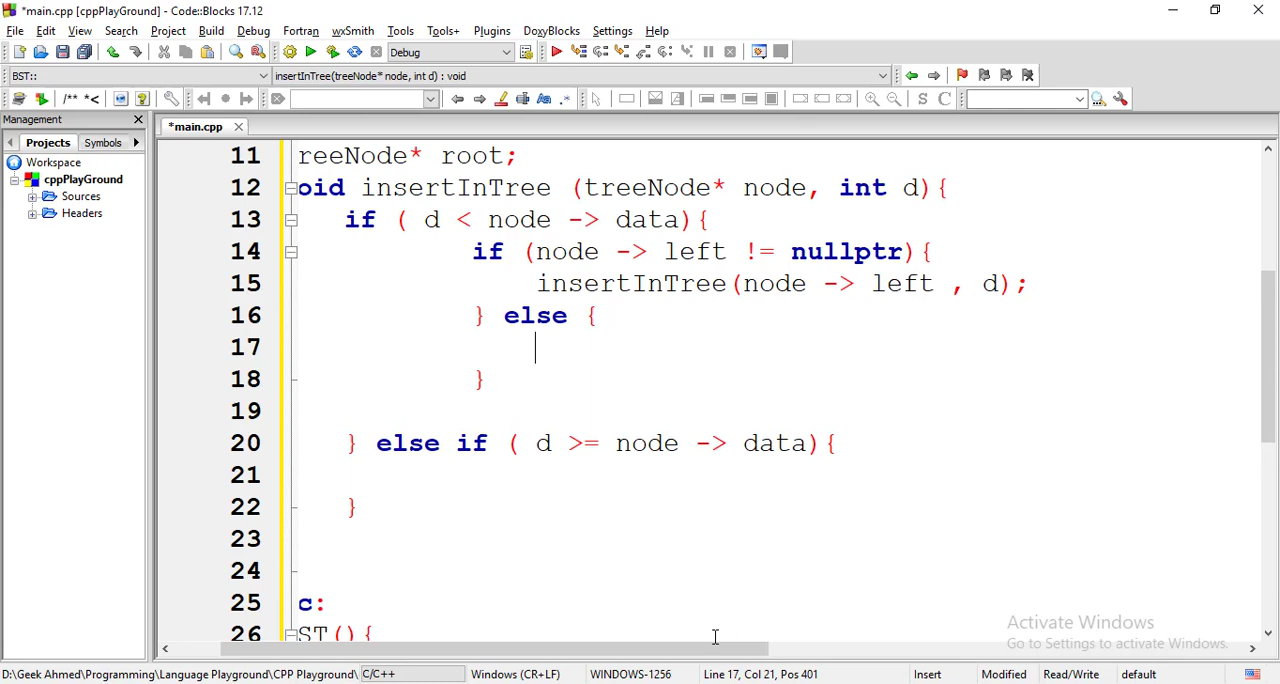 *main.cpp [cppPlayGround] - Code::Blocks 17.12
File Edit View Search Project Build Debug Fortran wxSmith Tools Tools+ Plugins DoxyBlocks Settings Help
Debug
BST:: insertInTree(treeNode* node, int d) : void
/** *< S C
Management
*main.cpp
Projects Symbols
Workspace
cppPlayGround
Sources
Headers
11 reeNode* root;
12 oid insertInTree (treeNode* node, int d){
13 if ( d < node -> data){
14 if (node -> left != nullptr){
15 insertInTree(node -> left , d);
16 } else {
17
18 }
19
20 } else if ( d >= node -> data){
21
22 }
23
24
25 c:
26 ST(){
Activate Windows
Go to Settings to activate Windows.
D:\Geek Ahmed\Programming\Language Playground\CPP Playground\ C/C++ Windows (CR+LF) WINDOWS-1256 Line 17, Col 21, Pos 401 Insert Modified Read/Write default